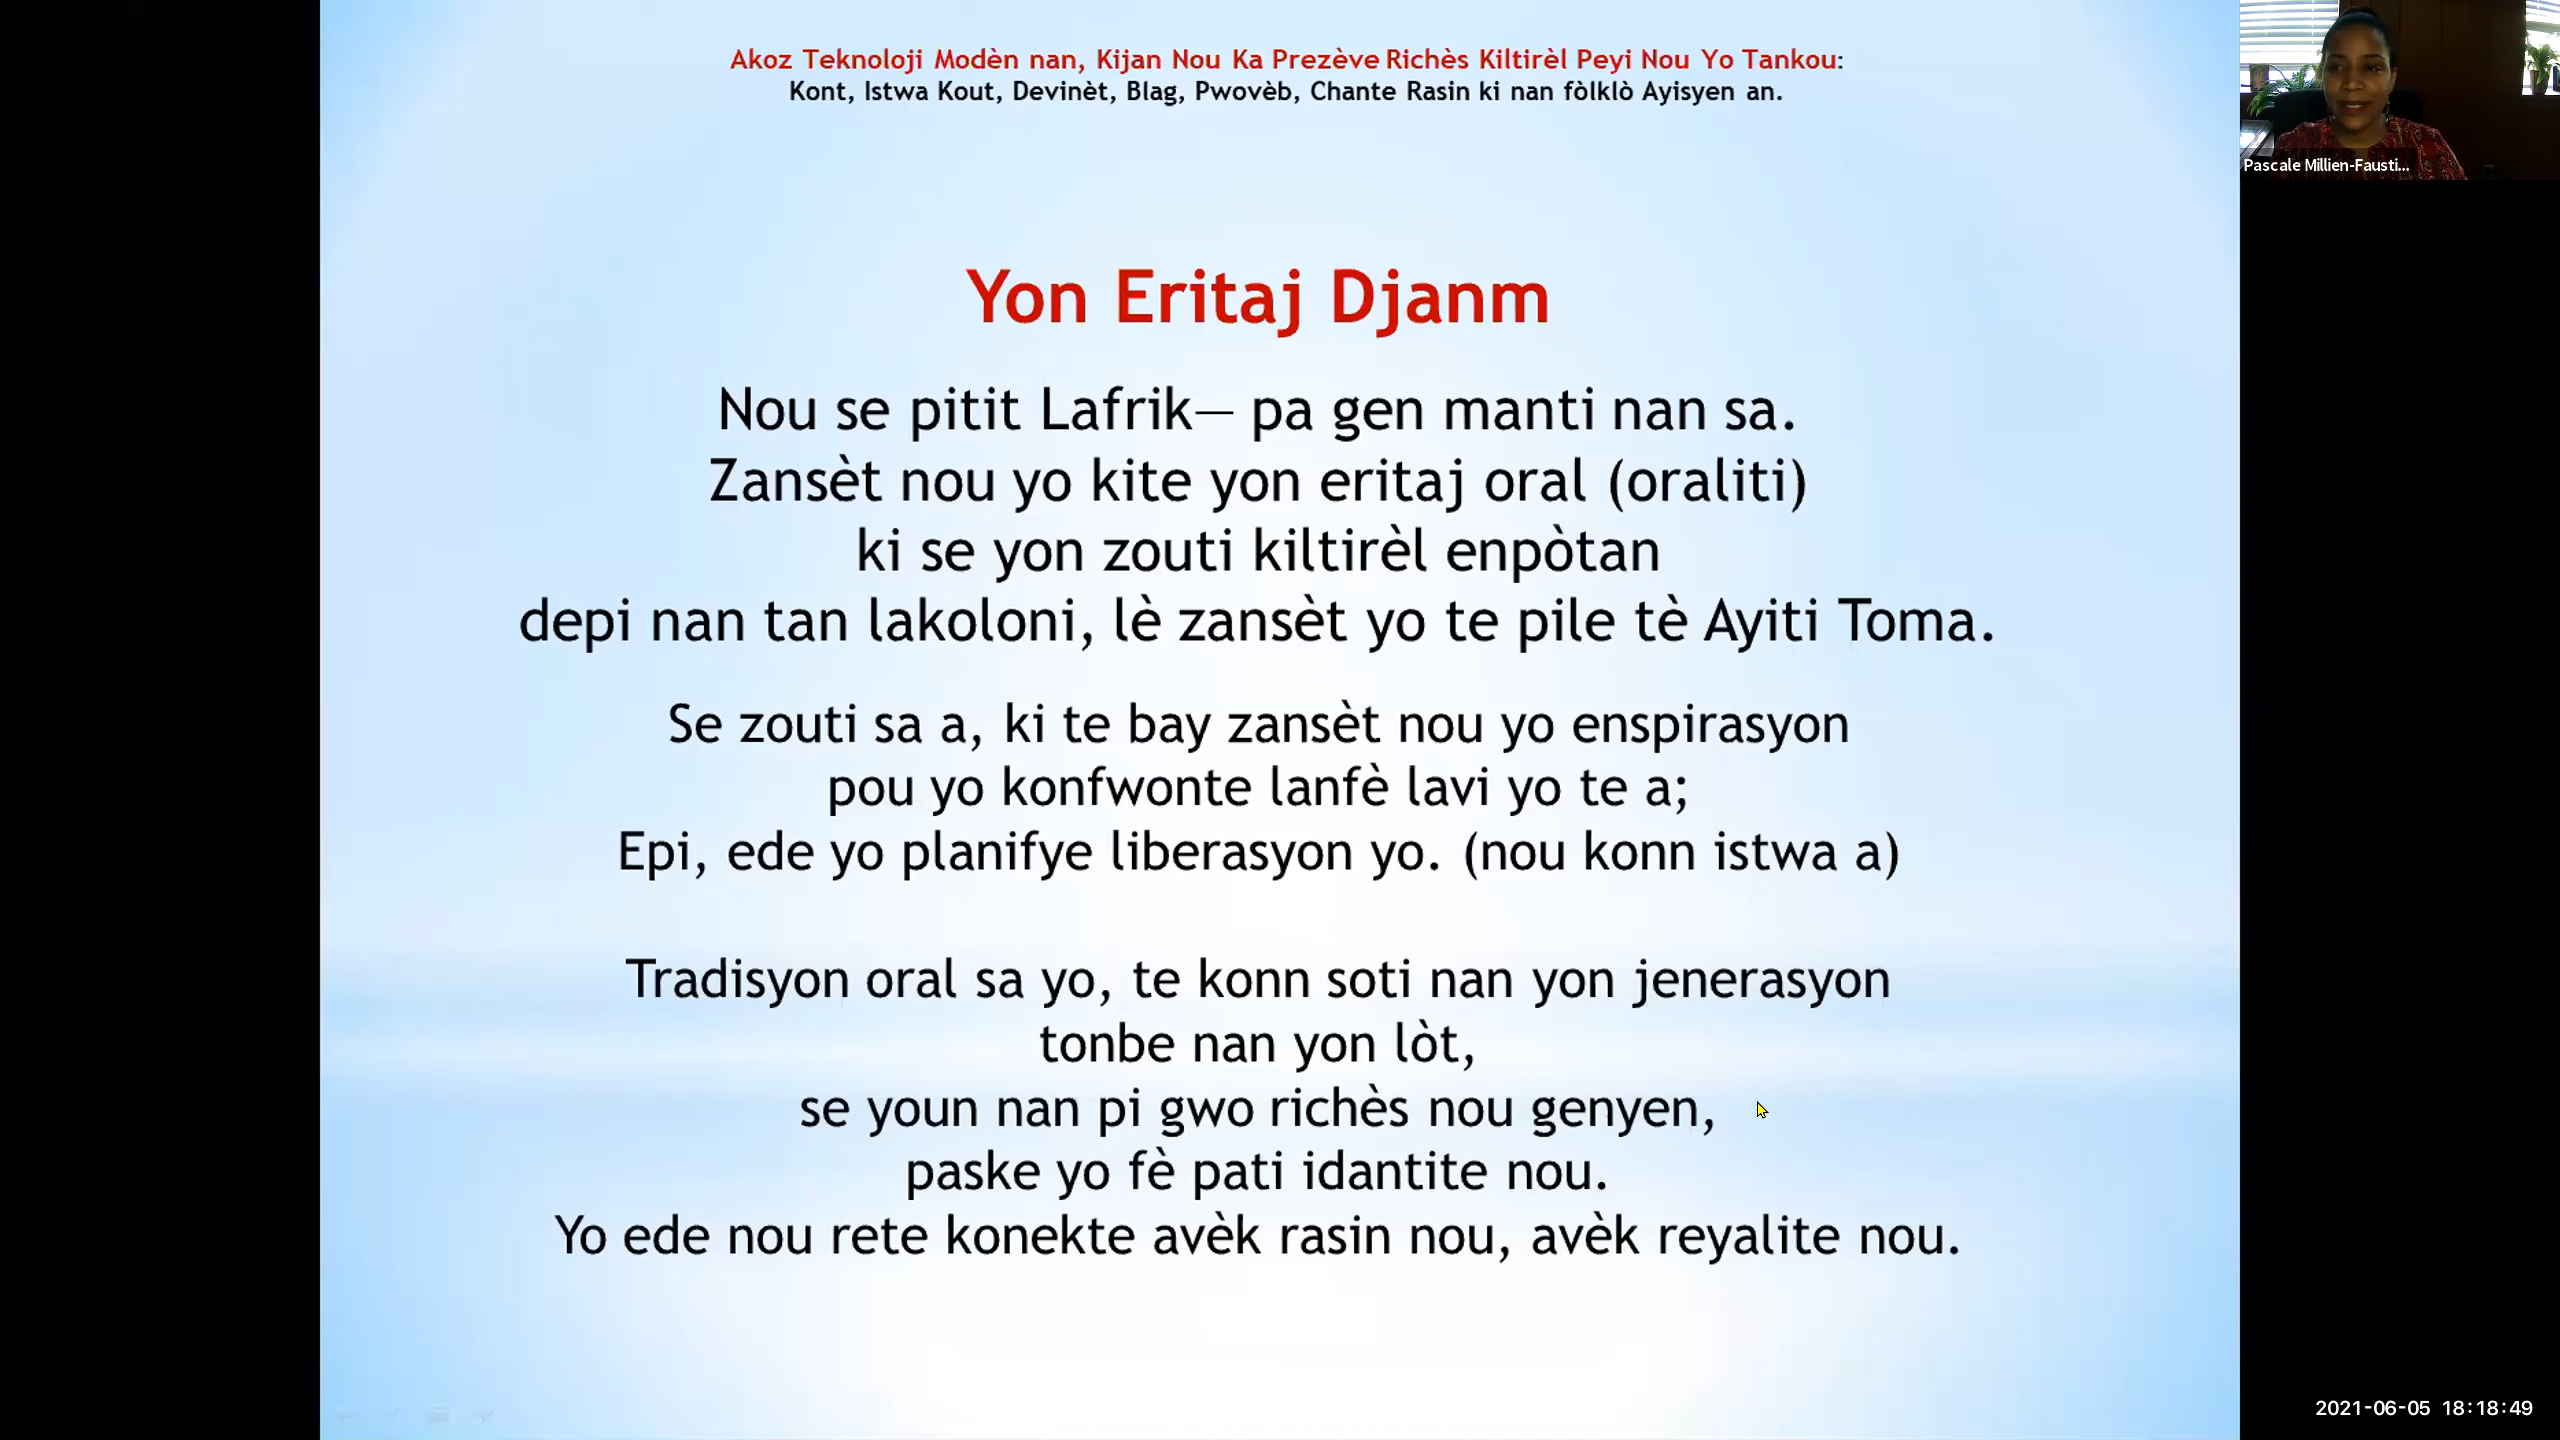 Akoz Teknoloji Modèn nan, Kijan Nou Ka Prezève Richès Kiltirèl Peyi Nou Yo Tankou:
Kont, Istwa Kout, Devinèt, Blag, Pwovèb, Chante Rasin ki nan fòlklò Ayisyen an.
Pascale Millien-Fausti...
Yon Eritaj Djanm
Nou se pitit Lafrik— pa gen manti nan sa.
Zansèt nou yo kite yon eritaj oral (oraliti)
ki se yon zouti kiltirèl enpòtan
depi nan tan lakoloni, lè zansèt yo te pile tè Ayiti Toma.
Se zouti sa a, ki te bay zansèt nou yo enspirasyon
pou yo konfwonte lanfè lavi yo te a;
Epi, ede yo planifye liberasyon yo. (nou konn istwa a)
Tradisyon oral sa yo, te konn soti nan yon jenerasyon
tonbe nan yon lòt,
se youn nan pi gwo richès nou genyen,
paske yo fè pati idantite nou.
Yo ede nou rete konekte avèk rasin nou, avèk reyalite nou.
2021-06-05 18:18:49